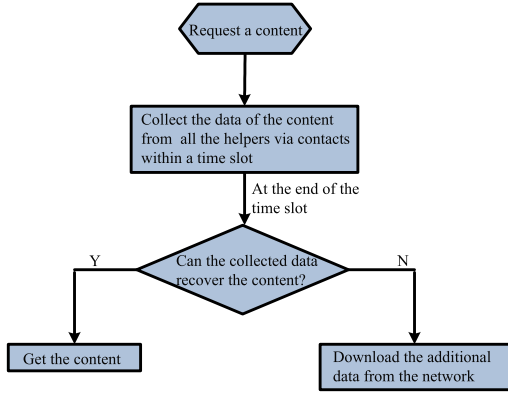 Request a content
Collect the data of the content
from all the helpers via contacts
within a time slot
At the end of the
time slot
Can the collected data
recover the content?
Y
N
Get the content
Download the additional
data from the network